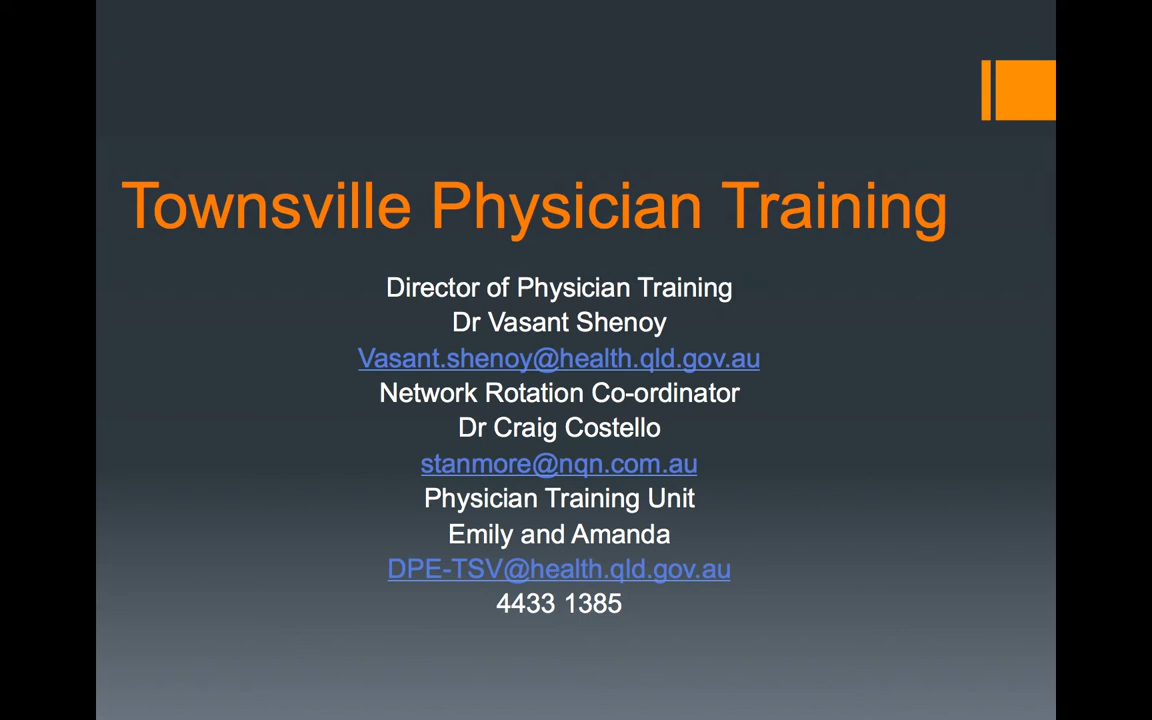 Townsville Physician Training
Director of Physician Training
Dr Vasant Shenoy
Vasant.shenoy@health.qld.gov.au
Network Rotation Co-ordinator
Dr Craig Costello
stanmore@nqn.com.au
Physician Training Unit
Emily and Amanda
DPE-TSV@health.qld.gov.au
4433 1385